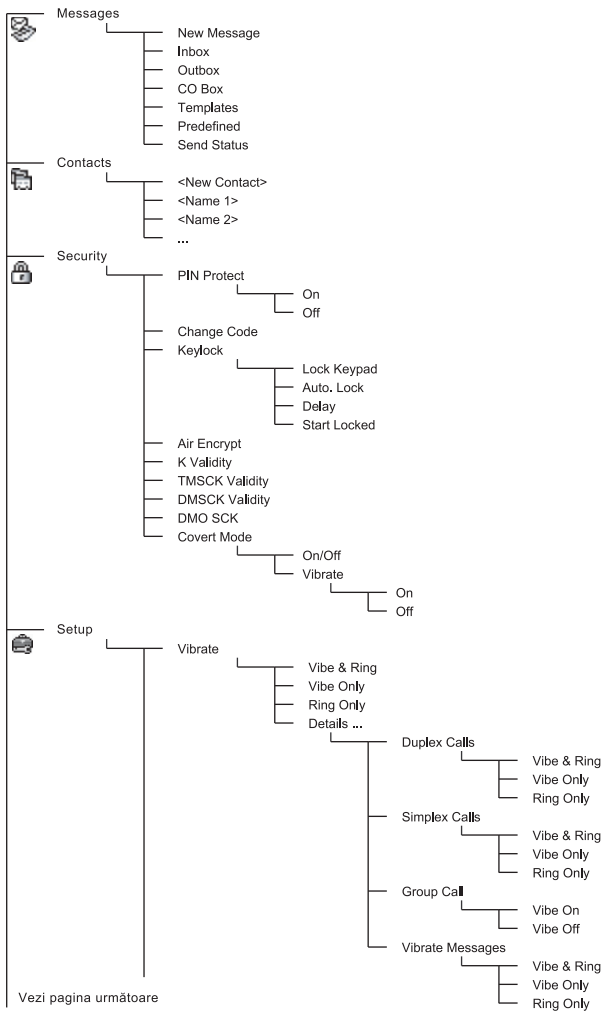 Messages
New Message
Inbox
Outbox
CO Box
Templates
Predefined
Send Status
Contacts
<New Contact>
<Name 1>
<Name 2>
...
Security
PIN Protect
On
Off
Change Code
Keylock
Lock Keypad
Auto. Lock
Delay
Start Locked
Air Encrypt
K Validity
TMSCK Validity
DMSCK Validity
DMO SCK
Covert Mode
On/Off
Vibrate
On
Off
Setup
Vibrate
Vibe & Ring
Vibe Only
Ring Only
Details ...
Duplex Calls
Vibe & Ring
Vibe Only
Ring Only
Simplex Calls
Vibe & Ring
Vibe Only
Ring Only
Group Call
Vibe On
Vibe Off
Vibrate Messages
Vibe & Ring
Vibe Only
Ring Only
Vezi pagina următoare